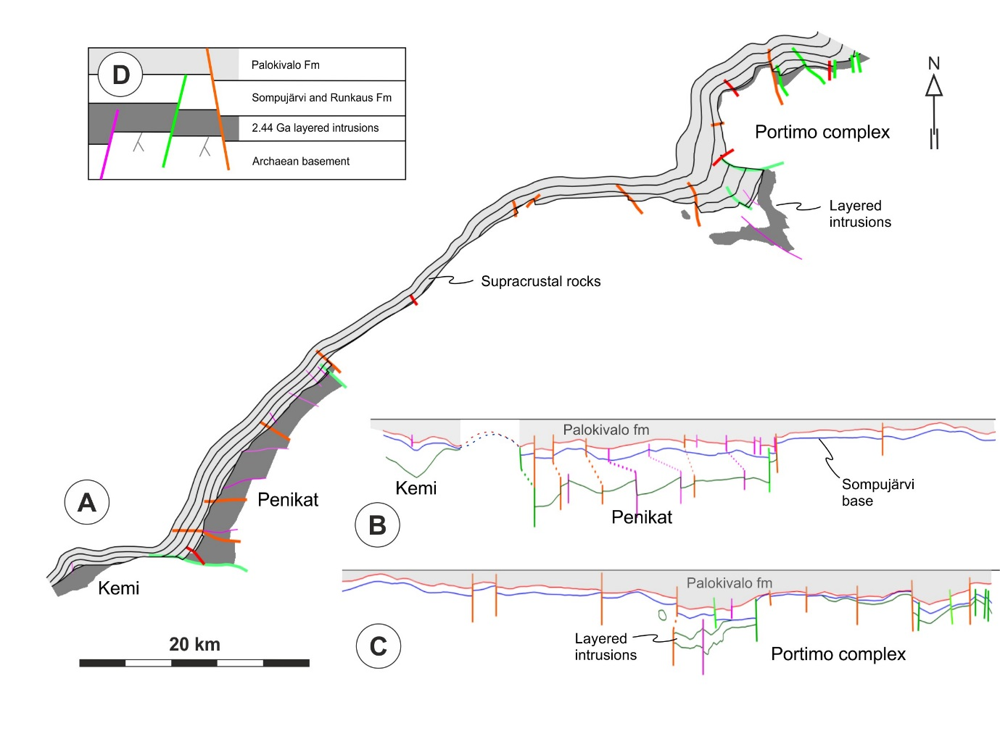 D
Palokivalo Fm
Sompujärvi and Runkaus Fm
2.44 Ga layered intrusions
Archaean basement
N
Portimo complex
Layered
intrusions
Supracrustal rocks
A
Penikat
Kemi
20 km
Palokivalo fm
Kemi
Sompujärvi
base
B
Penikat
Palokivalo fm
C
Layered
intrusions
Portimo complex